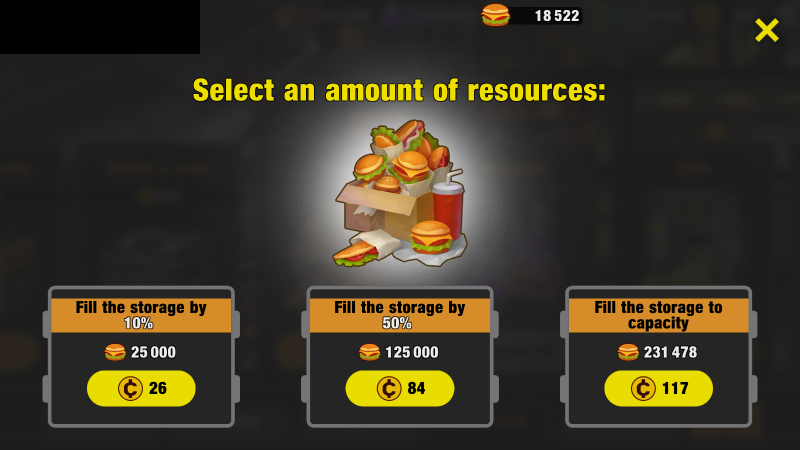 18 522
Select an amount of resources:
Fill the storage by
10%
25 000
26
Fill the storage by
50%
125 000
84
Fill the storage to
capacity
231 478
117